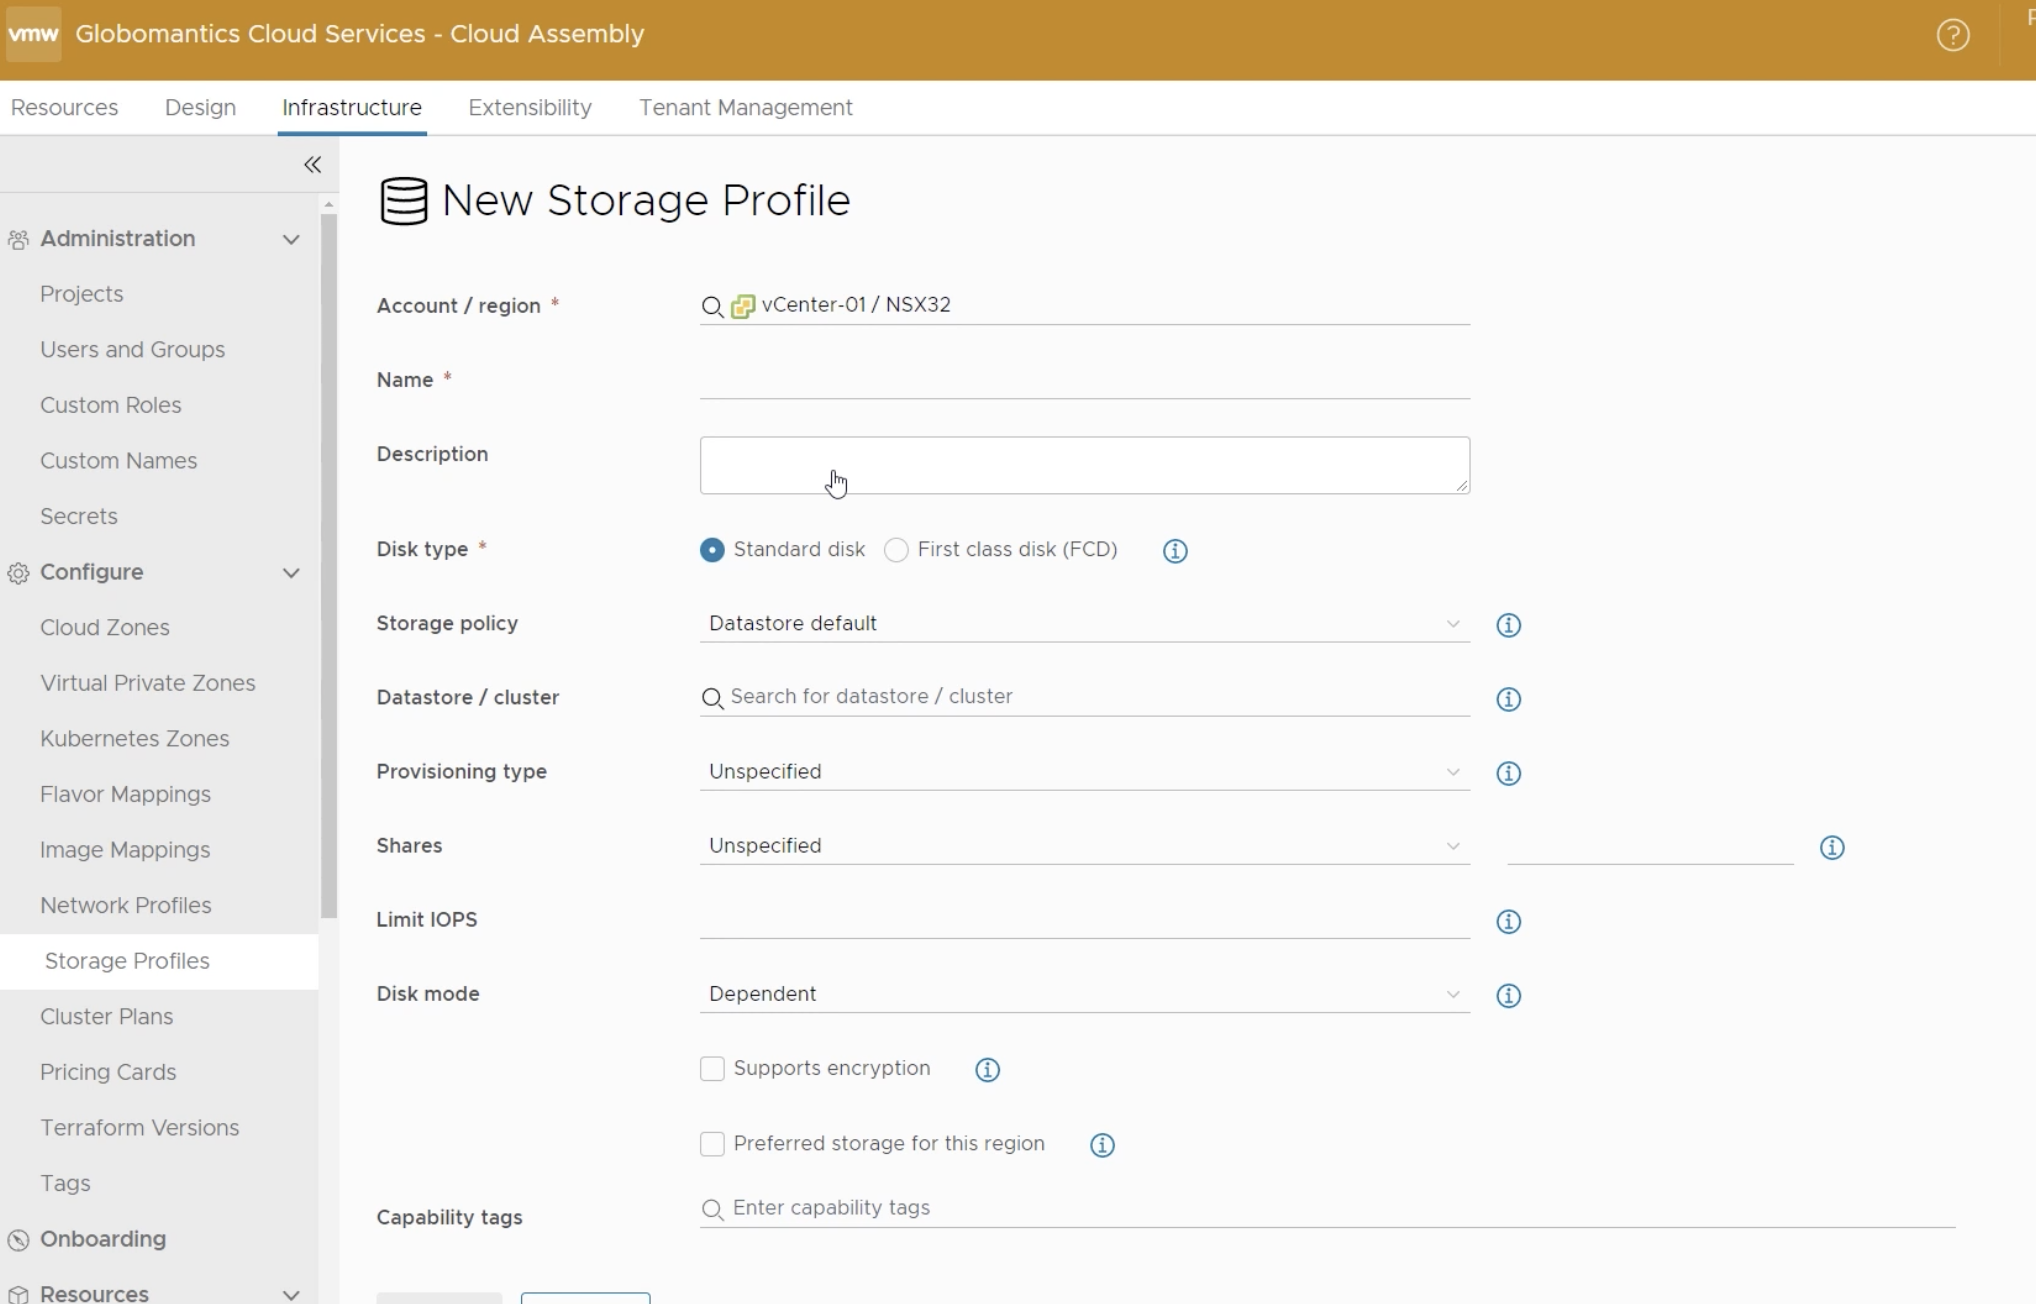 vmw Globomantics Cloud Services - Cloud Assembly
Resources Design Infrastructure Extensibility Tenant Management
Administration
Projects
Users and Groups
Custom Roles
Custom Names
Secrets
Configure
Cloud Zones
Virtual Private Zones
Kubernetes Zones
Flavor Mappings
Image Mappings
Network Profiles
Storage Profiles
Cluster Plans
Pricing Cards
Terraform Versions
Tags
Onboarding
Resources
New Storage Profile
Account / region * vCenter-01 / NSX32
Name *
Description
Disk type * Standard disk First class disk (FCD)
Storage policy Datastore default
Datastore / cluster Search for datastore / cluster
Provisioning type Unspecified
Shares Unspecified
Limit IOPS
Disk mode Dependent
Supports encryption
Preferred storage for this region
Capability tags Enter capability tags